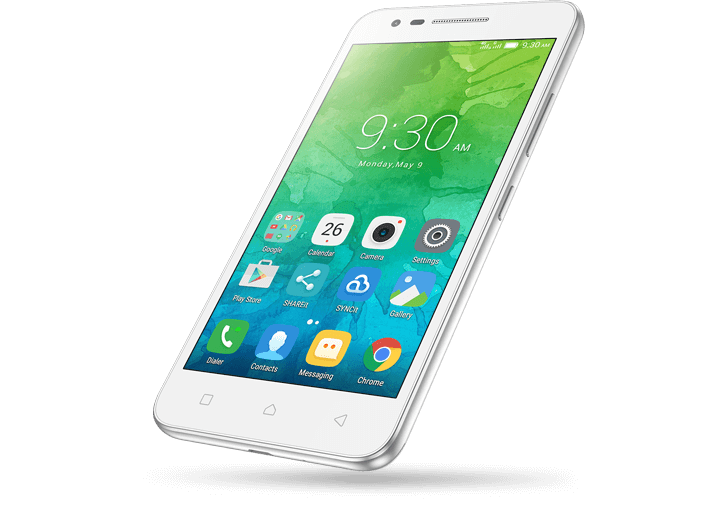 9:30 AM
9:30 AM
Monday,May 9
26
Google
Calendar
Camera
Settings
Play Store
SHAREit
SYNCit
Gallery
Dialer
Contacts
Messaging
Chrome